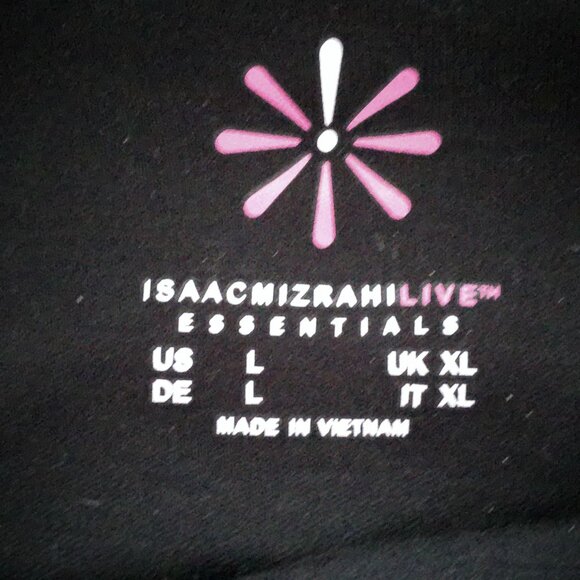 ISAACMIZRAHILIVE™
ESSENTIALS
US L UK XL
DE L IT XL
MADE IN VIETNAM